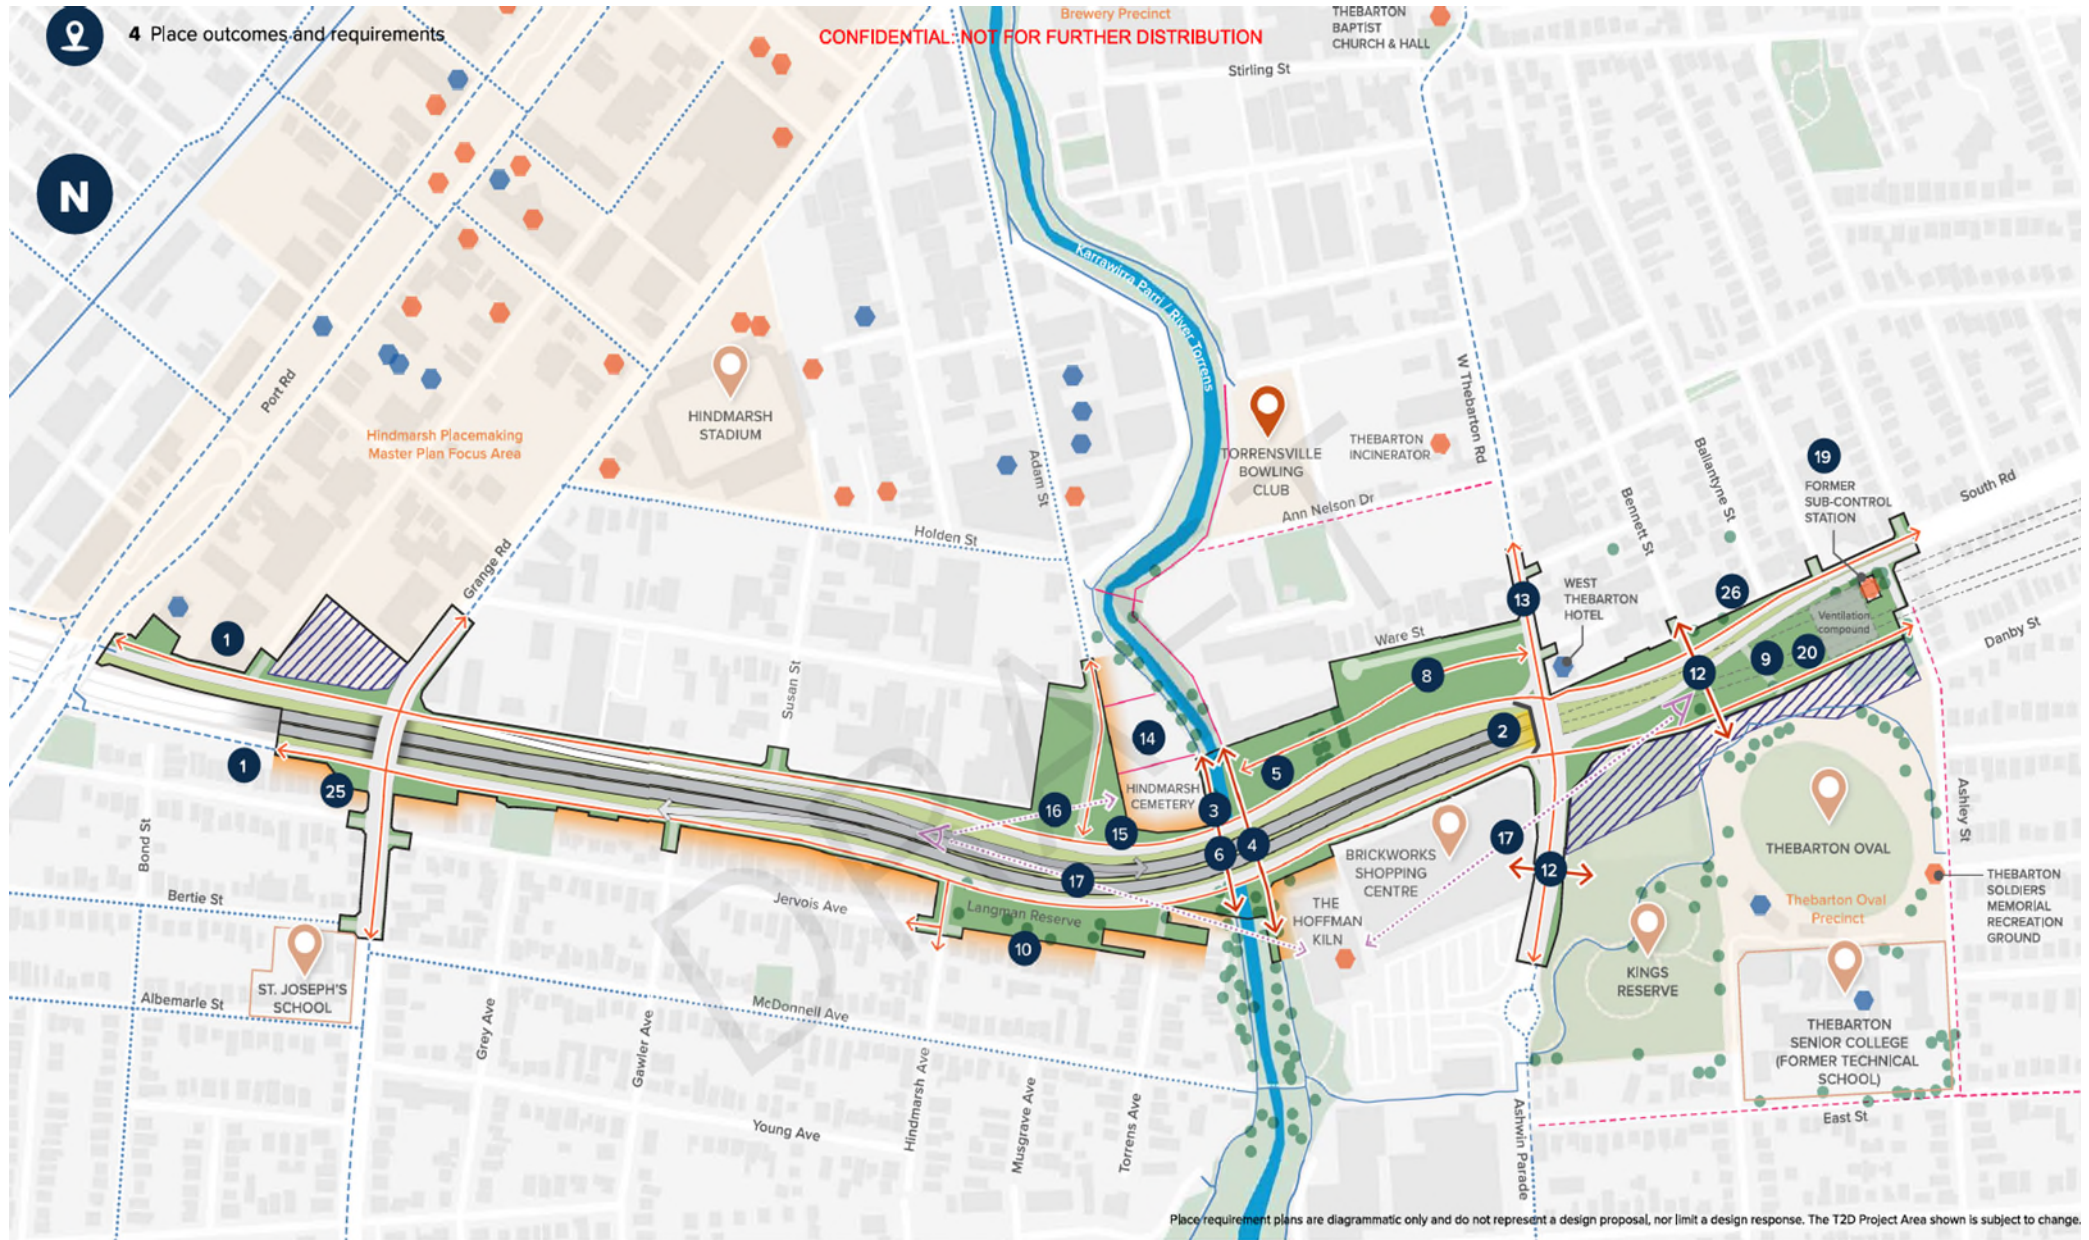 4 Place outcomes and requirements
CONFIDENTIAL: NOT FOR FURTHER DISTRIBUTION
Brewery Precinct
THEBARTON
BAPTIST
CHURCH & HALL
Stirling St
N
Karrawirra Parri / River Torrens
Port Rd
Hindmarsh Placemaking
Master Plan Focus Area
HINDMARSH
STADIUM
Adam St
TORRENSVILLE
BOWLING
CLUB
THEBARTON
INCINERATOR
W Thebarton Rd
Ann Nelson Dr
Holden St
Grange Rd
Susan St
Ballantyne St
Bennett St
19
FORMER
SUB-CONTROL
STATION
South Rd
Danby St
WEST
THEBARTON
HOTEL
Ware St
Ventilation
compound
1
13
26
12
9
20
8
2
14
5
HINDMARSH
CEMETERY
3
16
15
6
4
17
1
25
17
12
10
BRICKWORKS
SHOPPING
CENTRE
THE
HOFFMAN
KILN
THEBARTON OVAL
Thebarton Oval
Precinct
Ashley St
THEBARTON
SOLDIERS
MEMORIAL
RECREATION
GROUND
KINGS
RESERVE
THEBARTON
SENIOR COLLEGE
(FORMER TECHNICAL
SCHOOL)
East St
Bond St
Bertie St
Jervois Ave
Langman Reserve
ST. JOSEPH'S
SCHOOL
Albemarle St
McDonnell Ave
Grey Ave
Gawler Ave
Hindmarsh Ave
Musgrave Ave
Torrens Ave
Young Ave
Ashwin Parade
DRAFT
Place requirement plans are diagrammatic only and do not represent a design proposal, nor limit a design response. The T2D Project Area shown is subject to change.